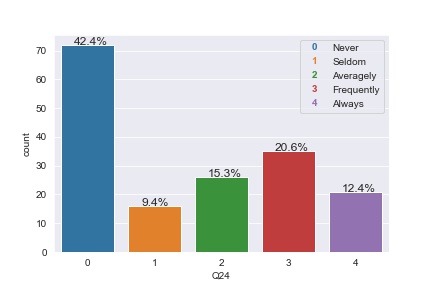 42.4%
9.4%
15.3%
20.6%
12.4%
0 Never
1 Seldom
2 Averagely
3 Frequently
4 Always
70
60
50
40
30
20
10
0
count
0 1 2 3 4
Q24